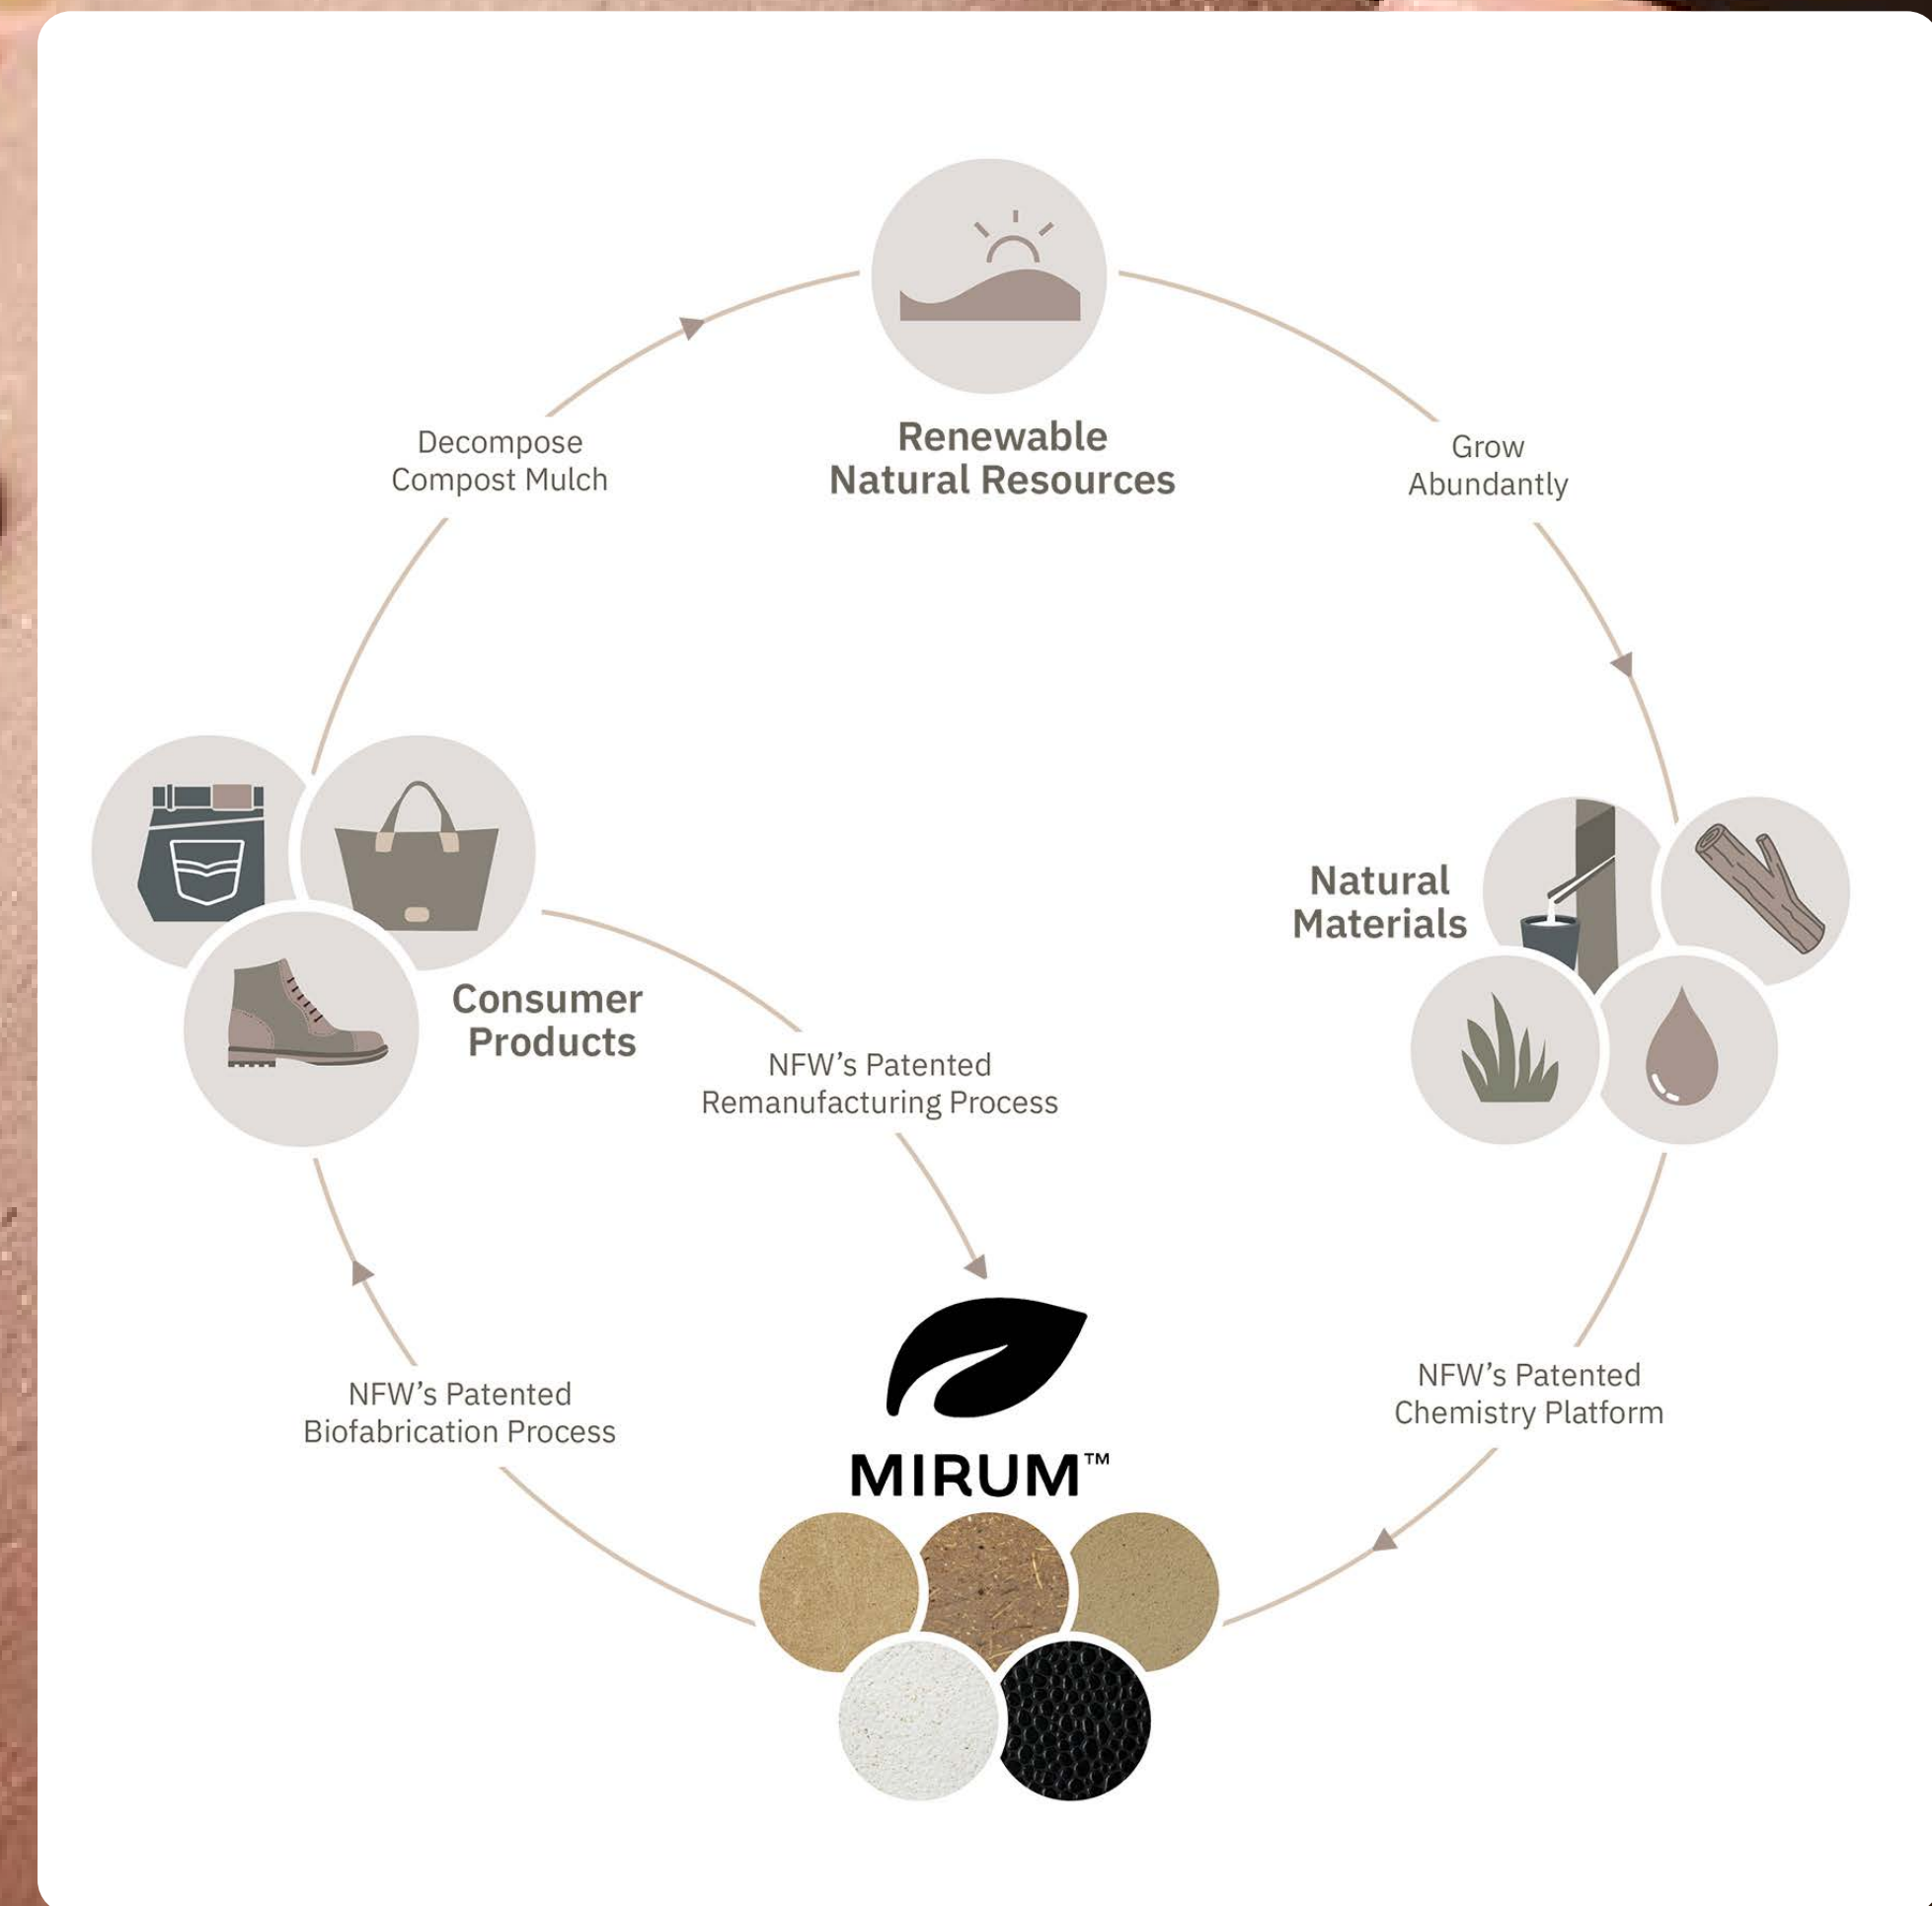 Renewable
Natural Resources
Decompose
Compost Mulch
Grow
Abundantly
Natural
Materials
Consumer
Products
NFW’s Patented
Remanufacturing Process
NFW’s Patented
Chemistry Platform
NFW’s Patented
Biofabrication Process
MIRUM™